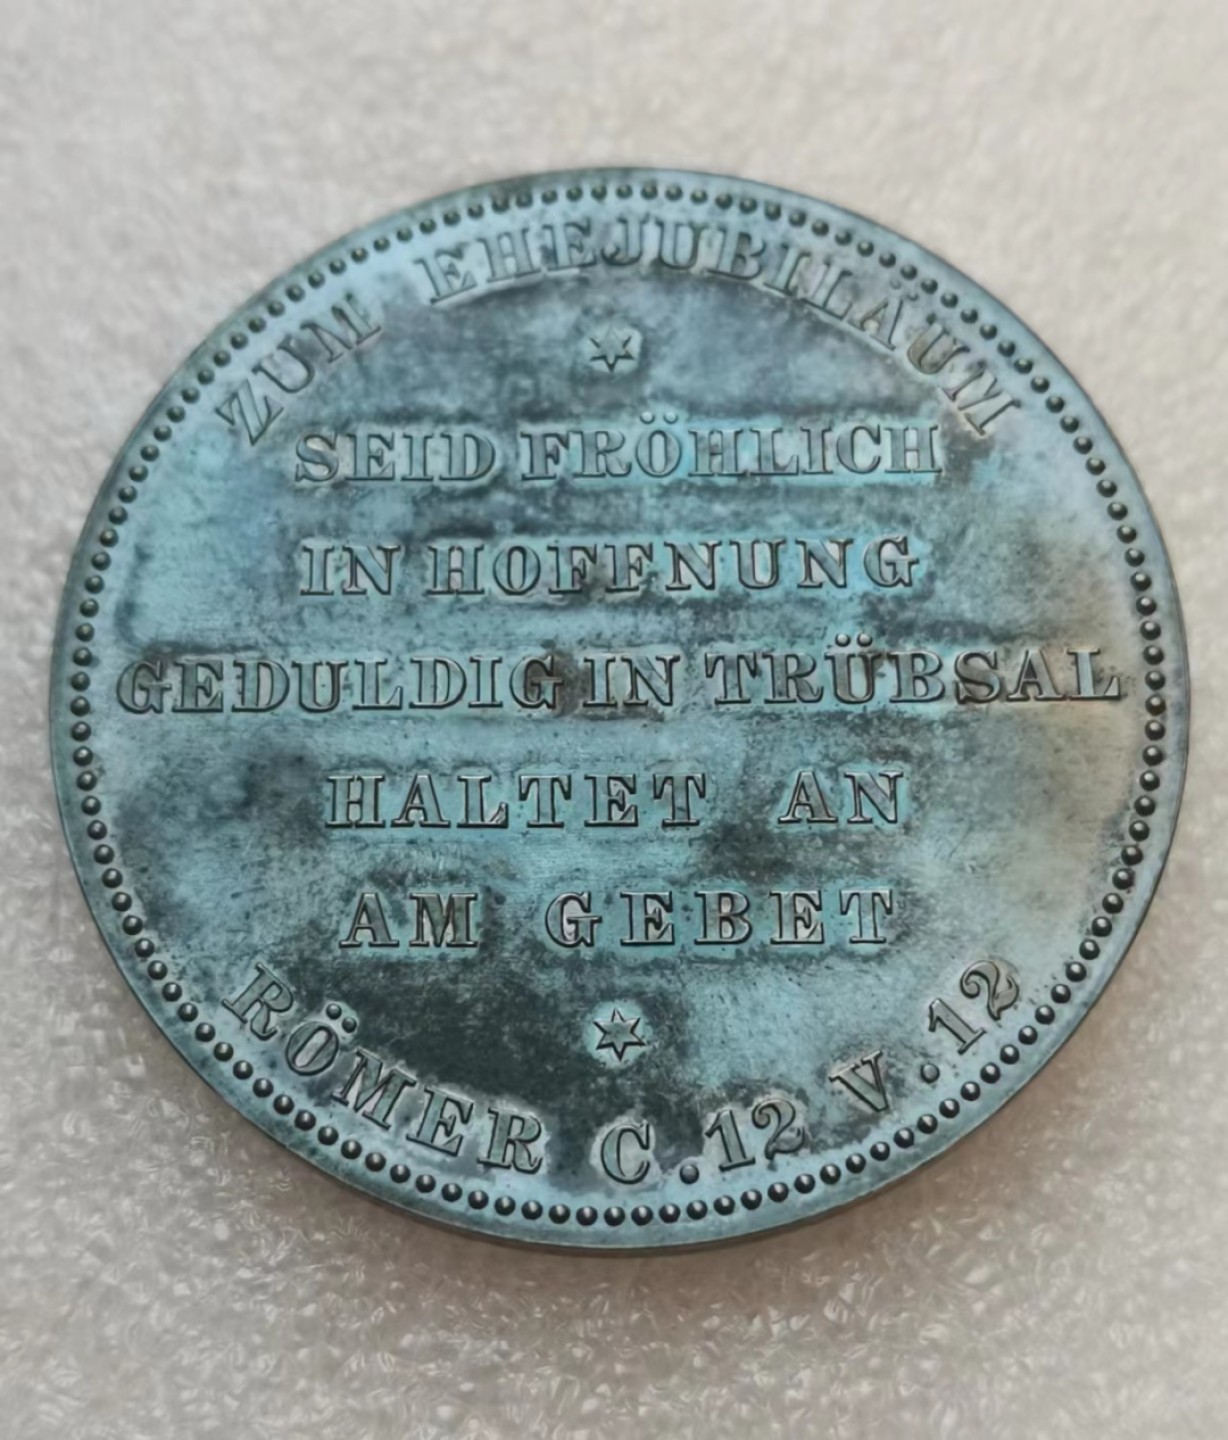 ZUM EHEJUBILÄUM
SEID FRÖHLICH
IN HOFFNUNG
GEDULDIG IN TRÜBSAL
HALTET AN
AM GEBET
RÖMER C.12 V.12